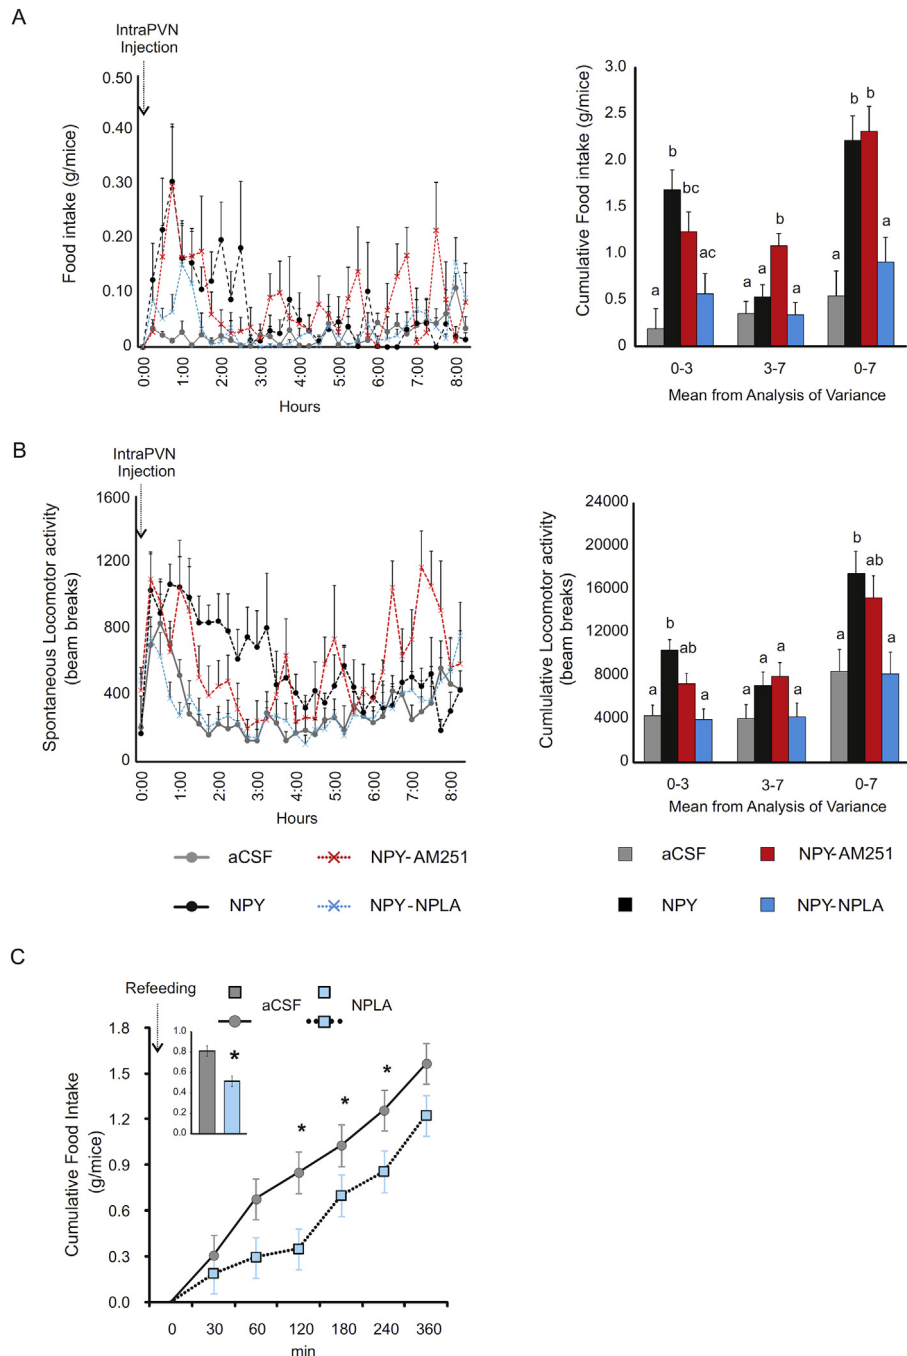 A
IntraPVN
Injection
Food intake (g/mice)
0.50
0.40
0.30
0.20
0.10
0
0:00
1:00
2:00
3:00
4:00
5:00
6:00
7:00
8:00
Hours
Cumulative Food intake (g/mice)
3.0
2.5
2.0
1.5
1.0
0.5
0
a
b
bc
ac
a
a
b
a
a
b
b
a
0-3
3-7
0-7
Mean from Analysis of Variance
B
IntraPVN
Injection
Spontaneous Locomotor activity
(beam breaks)
1600
1200
800
400
0
0:00
1:00
2:00
3:00
4:00
5:00
6:00
7:00
8:00
Hours
Cumulative Locomotor activity
(beam breaks)
24000
20000
16000
12000
8000
4000
0
a
b
ab
a
a
a
a
a
a
b
ab
a
0-3
3-7
0-7
Mean from Analysis of Variance
aCSF
NPY-AM251
NPY
NPY-NPLA
aCSF
NPY-AM251
NPY
NPY-NPLA
C
Refeeding
aCSF
NPLA
Cumulative Food Intake
(g/mice)
1.8
1.5
1.2
0.9
0.6
0.3
0.0
1.0
0.8
0.6
0.4
0.2
0.0
*
*
*
*
0
30
60
120
180
240
360
min